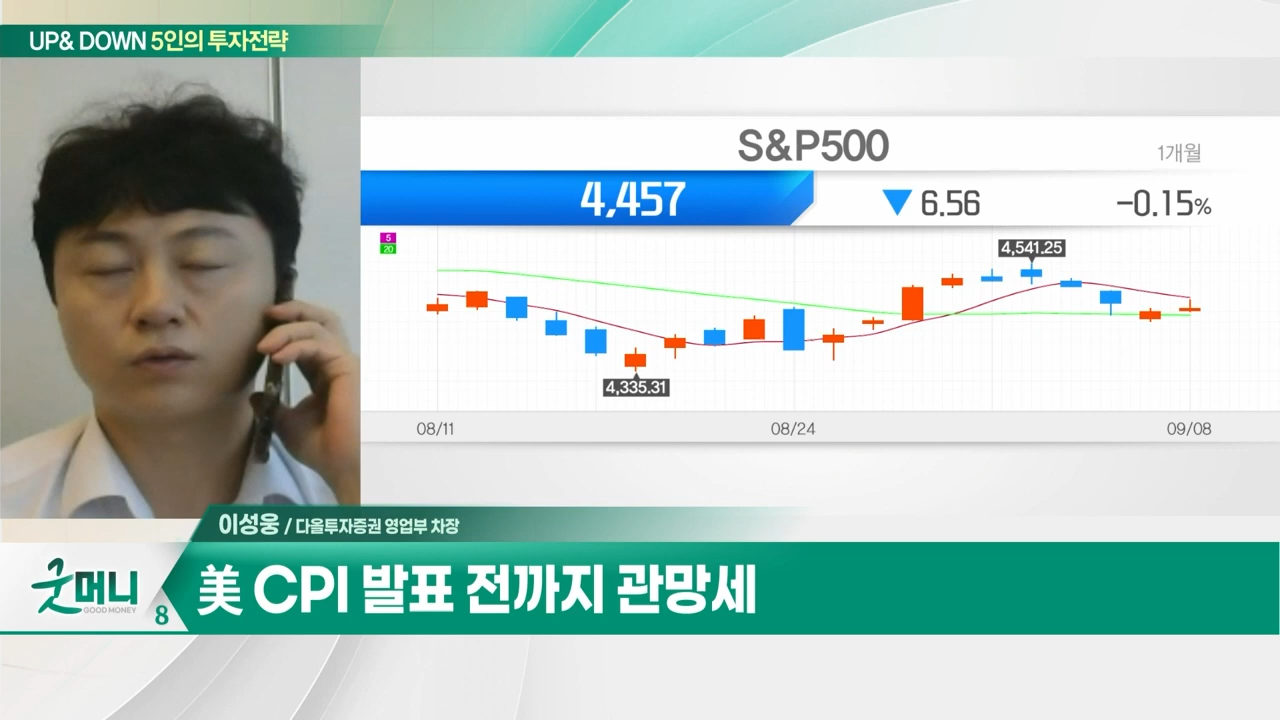 UP& DOWN 5인의 투자전략
S&P500
1개월
4,457 ▼ 6.56 -0.15%
5
20
4,541.25
4,335.31
08/11 08/24 09/08
이성웅 / 다올투자증권 영업부 차장
굿머니
GOOD MONEY
8
美 CPI 발표 전까지 관망세